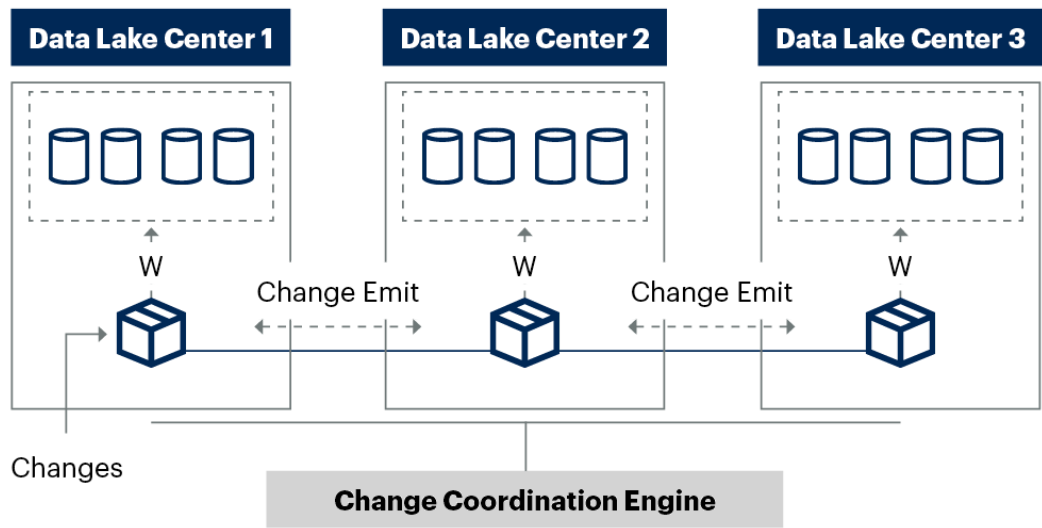 Data Lake Center 1
Data Lake Center 2
Data Lake Center 3
W
W
W
Change Emit
Change Emit
Changes
Change Coordination Engine